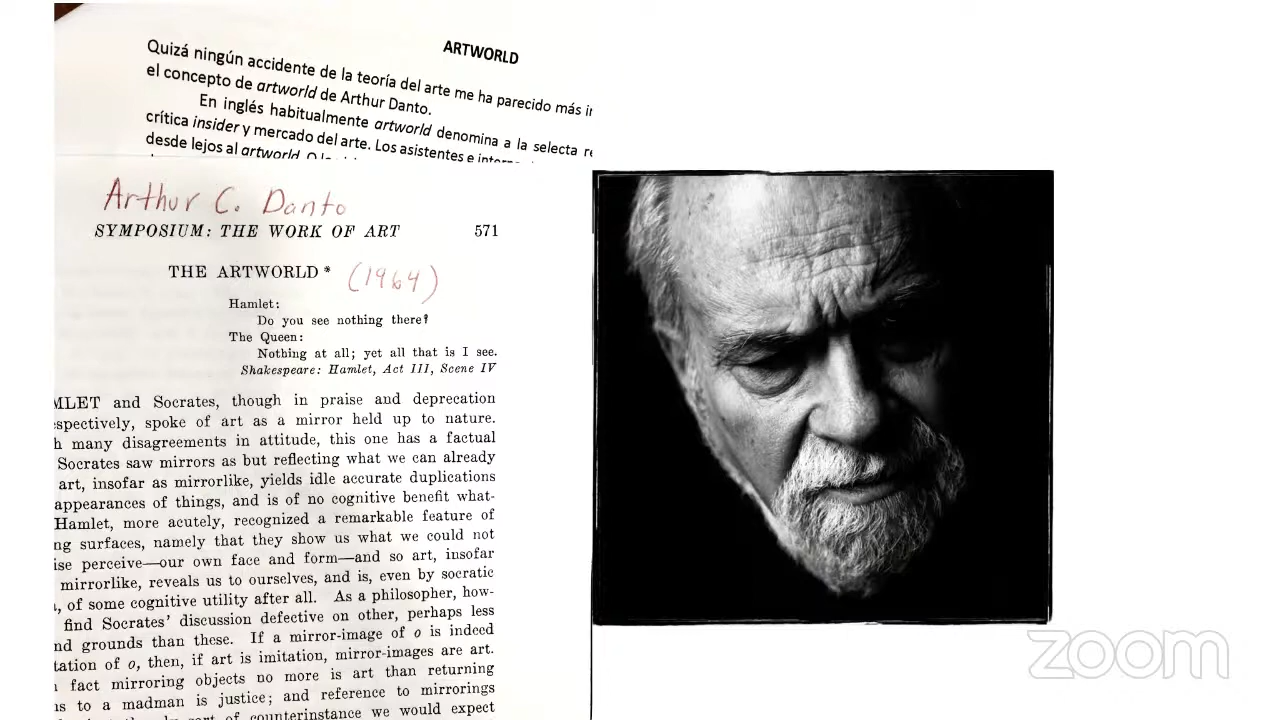 ARTWORLD
Quizá ningún accidente de la teoría del arte me ha parecido más
el concepto de artworld de Arthur Danto.
En inglés habitualmente artworld denomina a la selecta
crítica insider y mercado del arte. Los asistentes e
desde lejos al artworld.
Arthur C. Danto
SYMPOSIUM: THE WORK OF ART 571
THE ARTWORLD * (1964)
Hamlet:
Do you see nothing there?
The Queen:
Nothing at all; yet all that is I see.
Shakespeare: Hamlet, Act III, Scene IV
MLET and Socrates, though in praise and deprecation
spectively, spoke of art as a mirror held up to nature.
h many disagreements in attitude, this one has a factual
Socrates saw mirrors as but reflecting what we can already
art, insofar as mirrorlike, yields idle accurate duplications
appearances of things, and is of no cognitive benefit what-
Hamlet, more acutely, recognized a remarkable feature of
ng surfaces, namely that they show us what we could not
ise perceive—our own face and form—and so art, insofar
mirrorlike, reveals us to ourselves, and is, even by socratic
, of some cognitive utility after all. As a philosopher, how-
find Socrates' discussion defective on other, perhaps less
nd grounds than these. If a mirror-image of o is indeed
tation of o, then, if art is imitation, mirror-images are art.
fact mirroring objects no more is art than returning
ns to a madman is justice; and reference to mirrorings
of counterinstance we would expect
zoom